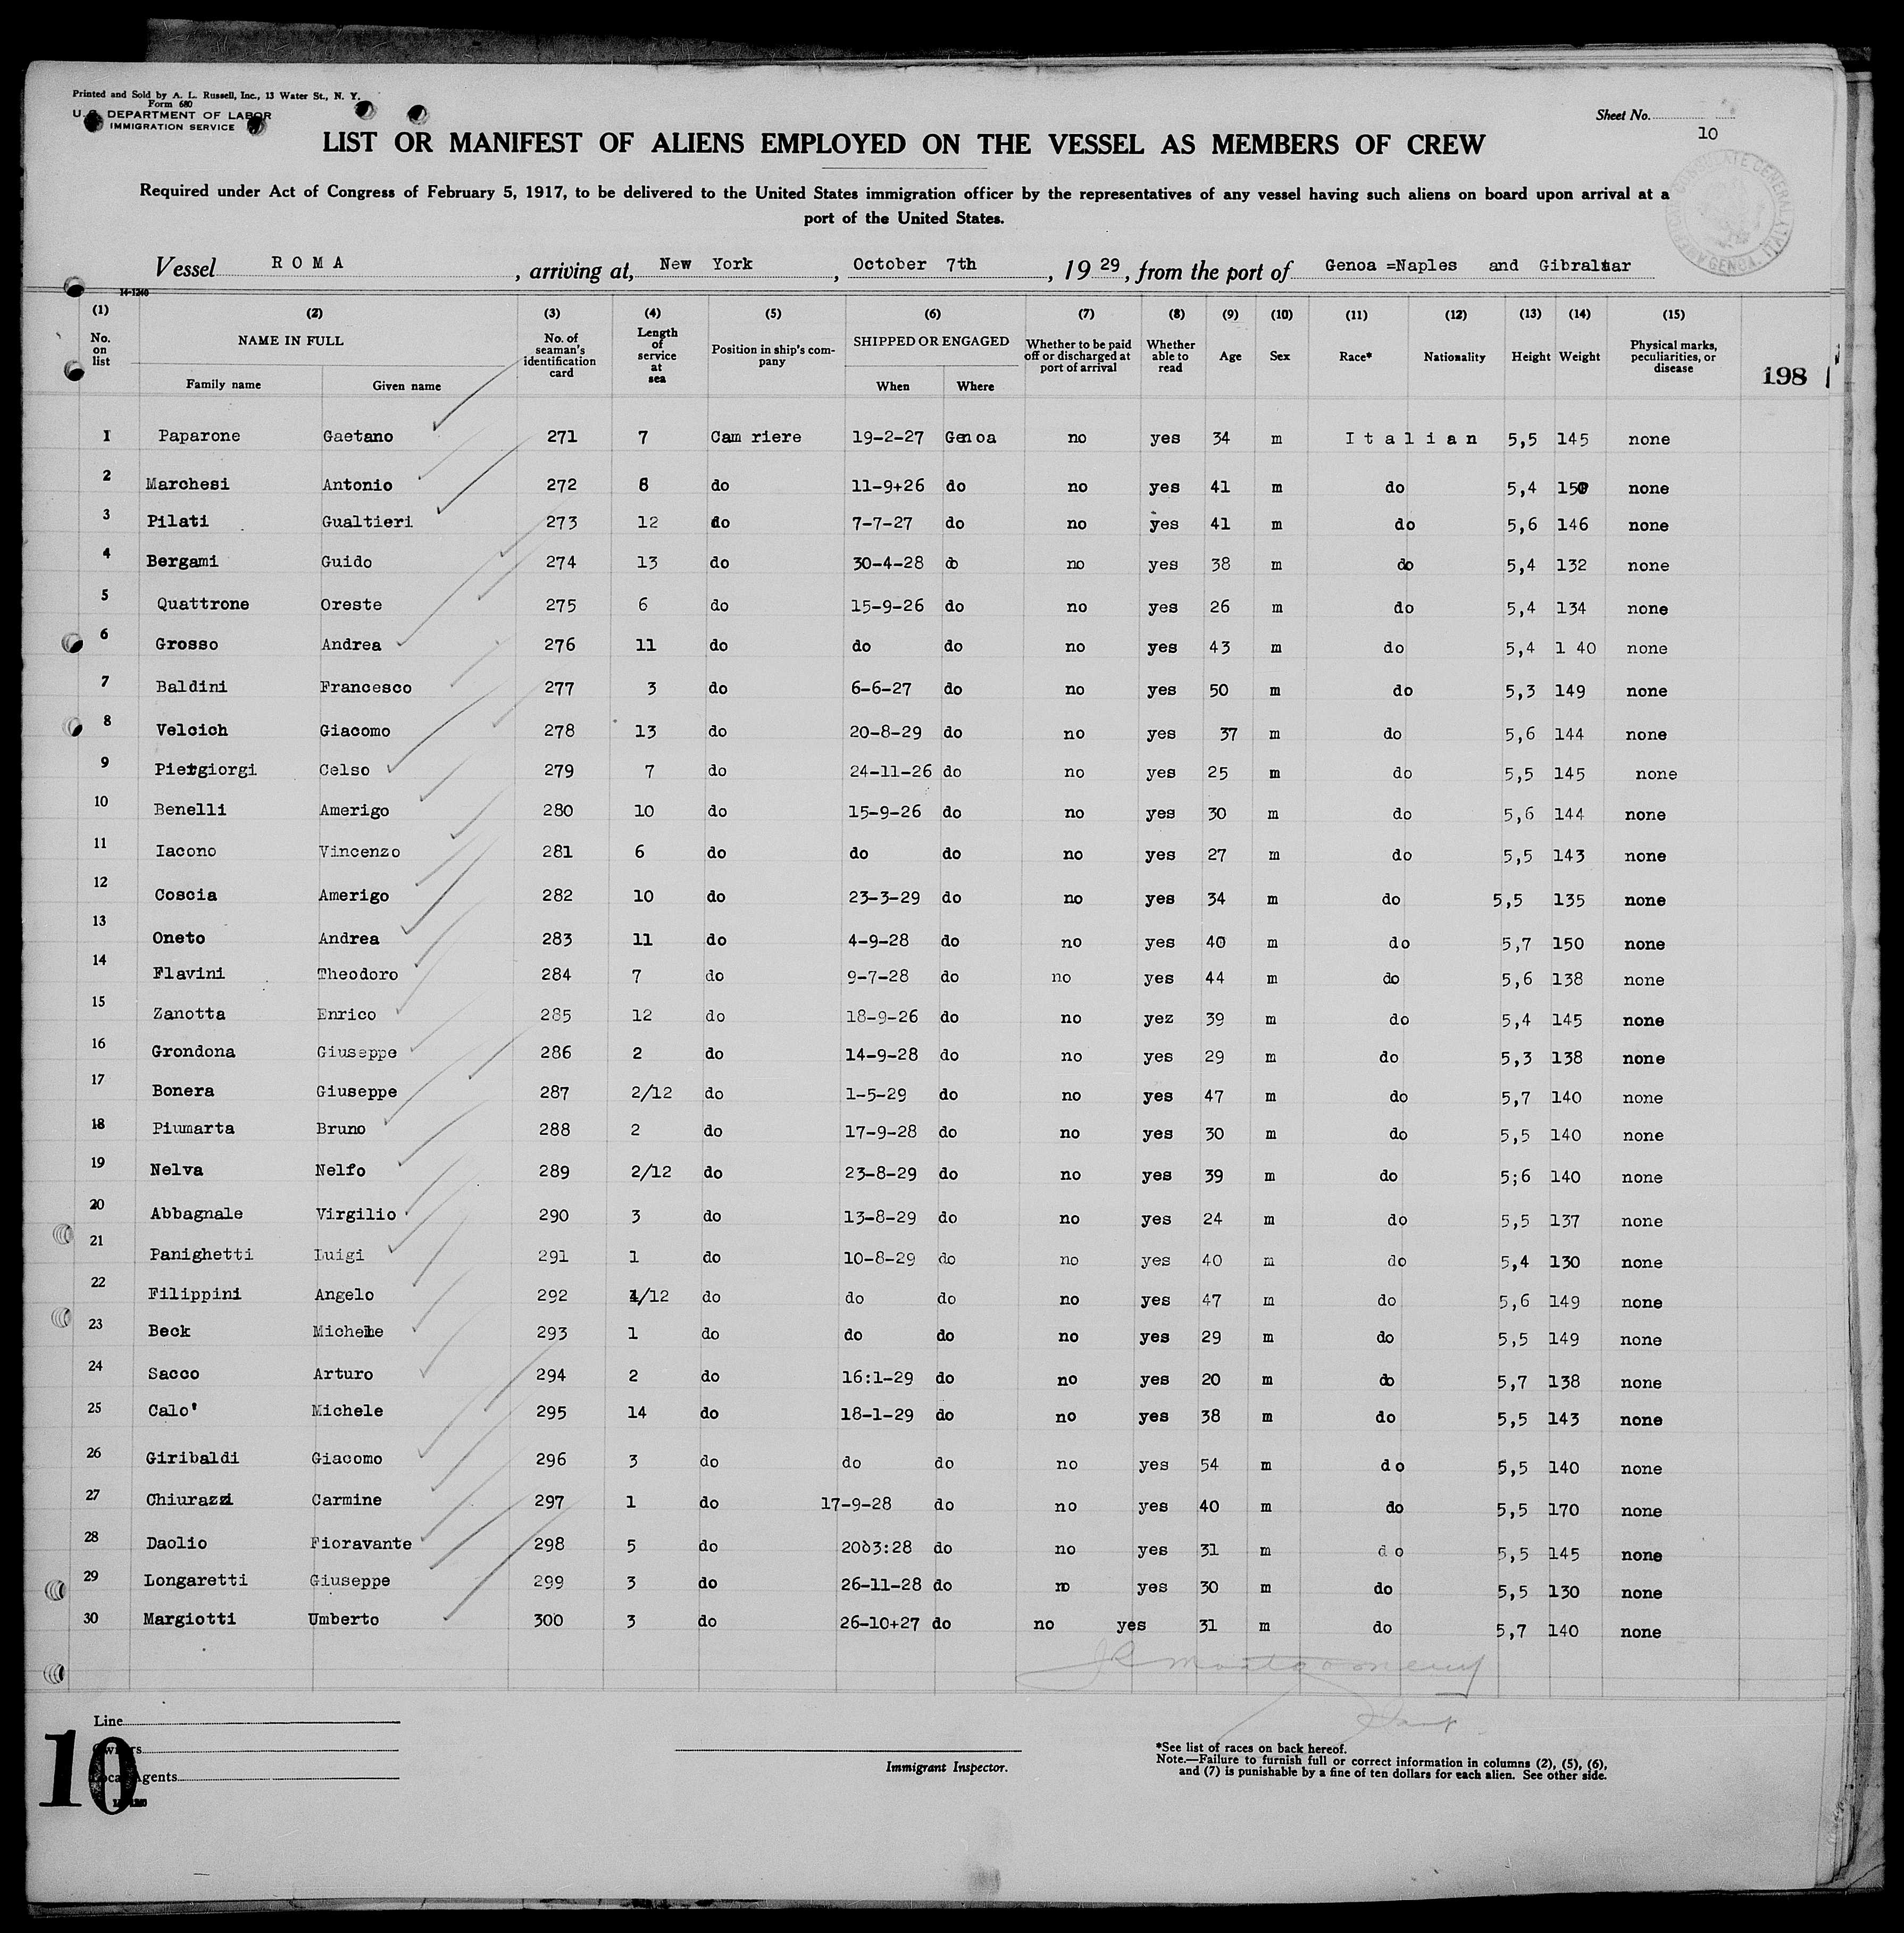 Printed and Sold by A. L. Russell, Inc., 13 Water St., N. Y.
Form 680
U. S. DEPARTMENT OF LABOR
IMMIGRATION SERVICE
Sheet No.
10
LIST OR MANIFEST OF ALIENS EMPLOYED ON THE VESSEL AS MEMBERS OF CREW
Required under Act of Congress of February 5, 1917, to be delivered to the United States immigration officer by the representatives of any vessel having such aliens on board upon arrival at a
port of the United States.
Vessel ROMA, arriving at, New York, October 7th, 1929, from the port of Genoa =Naples and Gibraltar
14-1240
(1) (2) (3) (4) (5) (6) (7) (8) (9) (10) (11) (12) (13) (14) (15)
No. on list NAME IN FULL Family name Given name No. of seaman's identification card Length of service at sea Position in ship's company SHIPPED OR ENGAGED When Where Whether to be paid off or discharged at port of arrival Whether able to read Age Sex Race* Nationality Height Weight Physical marks, peculiarities, or disease
198
1 Paparone Gaetano 271 7 Cam riere 19-2-27 Genoa no yes 34 m Italian 5,5 145 none
2 Marchesi Antonio 272 8 do 11-9+26 do no yes 41 m do 5,4 150 none
3 Pilati Gualtieri 273 12 do 7-7-27 do no yes 41 m do 5,6 146 none
4 Bergami Guido 274 13 do 30-4-28 do no yes 38 m do 5,4 132 none
5 Quattrone Oreste 275 6 do 15-9-26 do no yes 26 m do 5,4 134 none
6 Grosso Andrea 276 11 do do do no yes 43 m do 5,4 1 40 none
7 Baldini Francesco 277 3 do 6-6-27 do no yes 50 m do 5,3 149 none
8 Velcich Giacomo 278 13 do 20-8-29 do no yes 37 m do 5,6 144 none
9 Piergiorgi Celso 279 7 do 24-11-26 do no yes 25 m do 5,5 145 none
10 Benelli Amerigo 280 10 do 15-9-26 do no yes 30 m do 5,6 144 none
11 Iacono Vincenzo 281 6 do do do no yes 27 m do 5,5 143 none
12 Coscia Amerigo 282 10 do 23-3-29 do no yes 34 m do 5,5 135 none
13 Oneto Andrea 283 11 do 4-9-28 do no yes 40 m do 5,7 150 none
14 Flavini Theodoro 284 7 do 9-7-28 do no yes 44 m do 5,6 138 none
15 Zanotta Enrico 285 12 do 18-9-26 do no yez 39 m do 5,4 145 none
16 Grondona Giuseppe 286 2 do 14-9-28 do no yes 29 m do 5,3 138 none
17 Bonera Giuseppe 287 2/12 do 1-5-29 do no yes 47 m do 5,7 140 none
18 Piumarta Bruno 288 2 do 17-9-28 do no yes 30 m do 5,5 140 none
19 Nelva Nelfo 289 2/12 do 23-8-29 do no yes 39 m do 5;6 140 none
20 Abbagnale Virgilio 290 3 do 13-8-29 do no yes 24 m do 5,5 137 none
21 Panighetti Luigi 291 1 do 10-8-29 do no yes 40 m do 5,4 130 none
22 Filippini Angelo 292 1/12 do do do no yes 47 m do 5,6 149 none
23 Beck Michele 293 1 do do do no yes 29 m do 5,5 149 none
24 Sacco Arturo 294 2 do 16:1-29 do no yes 20 m do 5,7 138 none
25 Calo' Michele 295 14 do 18-1-29 do no yes 38 m do 5,5 143 none
26 Giribaldi Giacomo 296 3 do do do no yes 54 m do 5,5 140 none
27 Chiurazzi Carmine 297 1 do 17-9-28 do no yes 40 m do 5,5 170 none
28 Daolio Fioravante 298 5 do 20ò3:28 do no yes 31 m do 5,5 145 none
29 Longaretti Giuseppe 299 3 do 26-11-28 do no yes 30 m do 5,5 130 none
30 Margiotti Umberto 300 3 do 26-10+27 do no yes 31 m do 5,7 140 none
Montgomery
Line
Owners
Local Agents
10
Immigrant Inspector.
*See list of races on back hereof.
Note.—Failure to furnish full or correct information in columns (2), (5), (6),
and (7) is punishable by a fine of ten dollars for each alien. See other side.